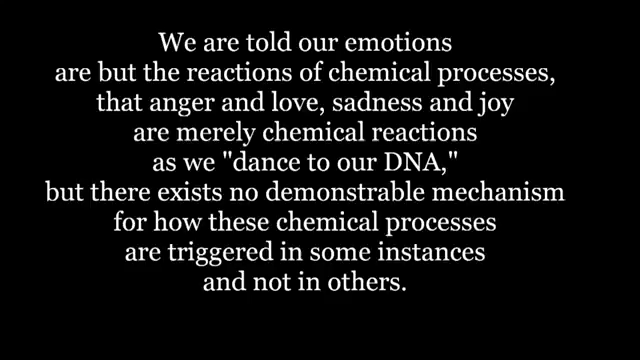 We are told our emotions
are but the reactions of chemical processes,
that anger and love, sadness and joy
are merely chemical reactions
as we "dance to our DNA,"
but there exists no demonstrable mechanism
for how these chemical processes
are triggered in some instances
and not in others.